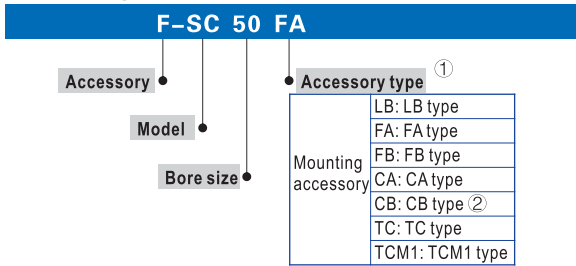 F-SC 50 FA
Accessory
Accessory type ①
Model
Bore size
Mounting
accessory
LB: LB type
FA: FA type
FB: FB type
CA: CA type
CB: CB type ②
TC: TC type
TCM1: TCM1 type